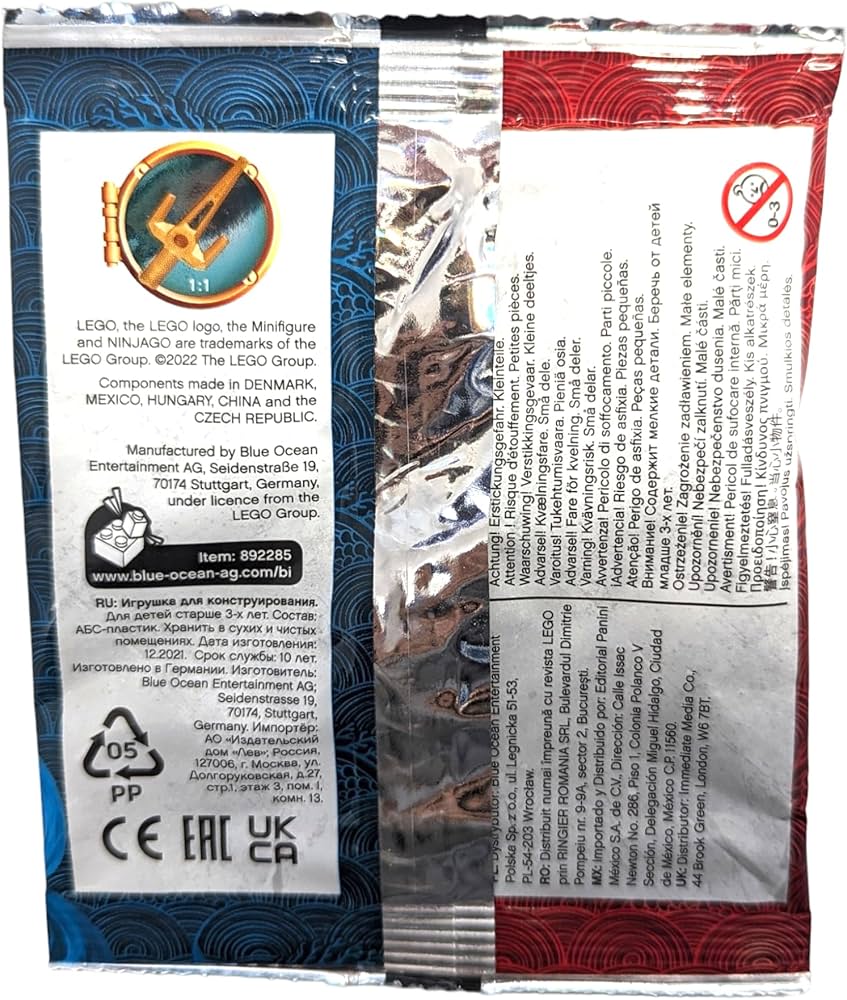 1:1
LEGO, the LEGO logo, the Minifigure
and NINJAGO are trademarks of the
LEGO Group. ©2022 The LEGO Group.
Components made in DENMARK,
MEXICO, HUNGARY, CHINA and the
CZECH REPUBLIC.
Manufactured by Blue Ocean
Entertainment AG, Seidenstraße 19,
70174 Stuttgart, Germany,
under licence from the
LEGO Group.
Item: 892285
www.blue-ocean-ag.com/bi
RU: Игрушка для конструирования.
Для детей старше 3-х лет. Состав:
АБС-пластик. Хранить в сухих и чистых
помещениях. Дата изготовления:
12.2021. Срок службы: 10 лет.
Изготовлено в Германии. Изготовитель:
Blue Ocean Entertainment AG;
Seidenstrasse 19,
70174, Stuttgart,
Germany. Импортёр:
АО «Издательский
дом «Лев»; Россия,
127006, г. Москва, ул.
Долгоруковская, д.27,
стр.1, этаж 3, пом. I,
комн. 13.
05
PP
CE EAC UK
CA
0-3
Achtung! Erstickungsgefahr. Kleinteile.
Attention ! Risque d'étouffement. Petites pièces.
Waarschuwing! Verstikkingsgevaar. Kleine deeltjes.
Advarsel! Kvælningsfare. Små dele.
Varoitus! Tukehtumisvaara. Pieniä osia.
Advarsel! Fare for kvelning. Små deler.
Varning! Kvävningsrisk. Små delar.
Avvertenza! Pericolo di soffocamento. Parti piccole.
¡Advertencia! Riesgo de asfixia. Piezas pequeñas.
Atenção! Perigo de asfixia. Peças pequenas.
Внимание! Содержит мелкие детали. Беречь от детей
младше 3-х лет.
Ostrzeżenie! Zagrożenie zadławieniem. Małe elementy.
Upozornění! Nebezpečí zalknutí. Malé části.
Upozornenie! Nebezpečenstvo dusenia. Malé časti.
Avertisment! Pericol de sufocare internă. Părți mici.
Figyelmeztetés! Fulladásveszély. Kis alkatrészek.
Προειδοποίηση! Κίνδυνος πνιγμού. Μικρά μέρη.
警告！小心窒息．当心小物件。
Įspėjimas! Pavojus užspringti. Smulkios detalės.
PL: Dystrybutor: Blue Ocean Entertainment
Polska Sp. z o.o., ul. Legnicka 51-53,
PL-54-203 Wrocław.
RO: Distribuit numai împreună cu revista LEGO
prin RINGIER ROMANIA SRL, Bulevardul Dimitrie
Pompeiu nr. 9-9A, sector 2, București.
MX: Importado y Distribuido por: Editorial Panini
México S.A. de C.V. Dirección: Calle Issac
Newton No. 286, Piso 1, Colonia Polanco V
Sección, Delegación Miguel Hidalgo, Ciudad
de México, México C.P. 11560.
UK: Distributor: Immediate Media Co.,
44 Brook Green, London, W6 7BT.